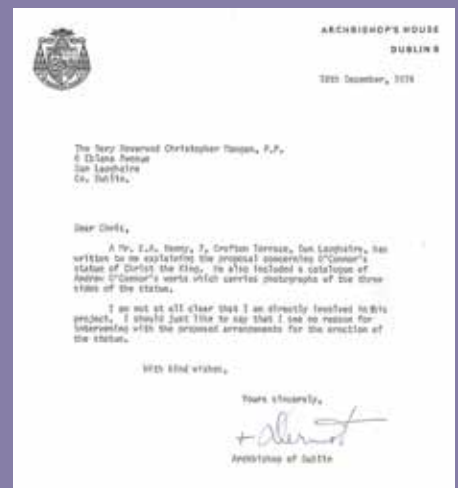 ARCHBISHOP'S HOUSE
DUBLIN 9
December, 1978
The Very Reverend Christopher Mangan, P.P.
6 Eblana Avenue
Dun Laoghaire
Co. Dublin.
Dear Chris,
A Mr. E.A. 7, Crofton Terrace, Dun Laoghaire, has
written to me explaining the proposal concerning O'Connor's
statue of Christ the King. He also included a catalogue of
Andrew O'Connor's works which carries photographs of the three
sides of the statue.
I am not at all clear that I am directly involved in this
project. I should just like to say that I see no reason for
intervening with the proposed arrangements for the erection of
the statue.
With kind wishes,
Yours sincerely,
+ Dermot
Archbishop of Dublin